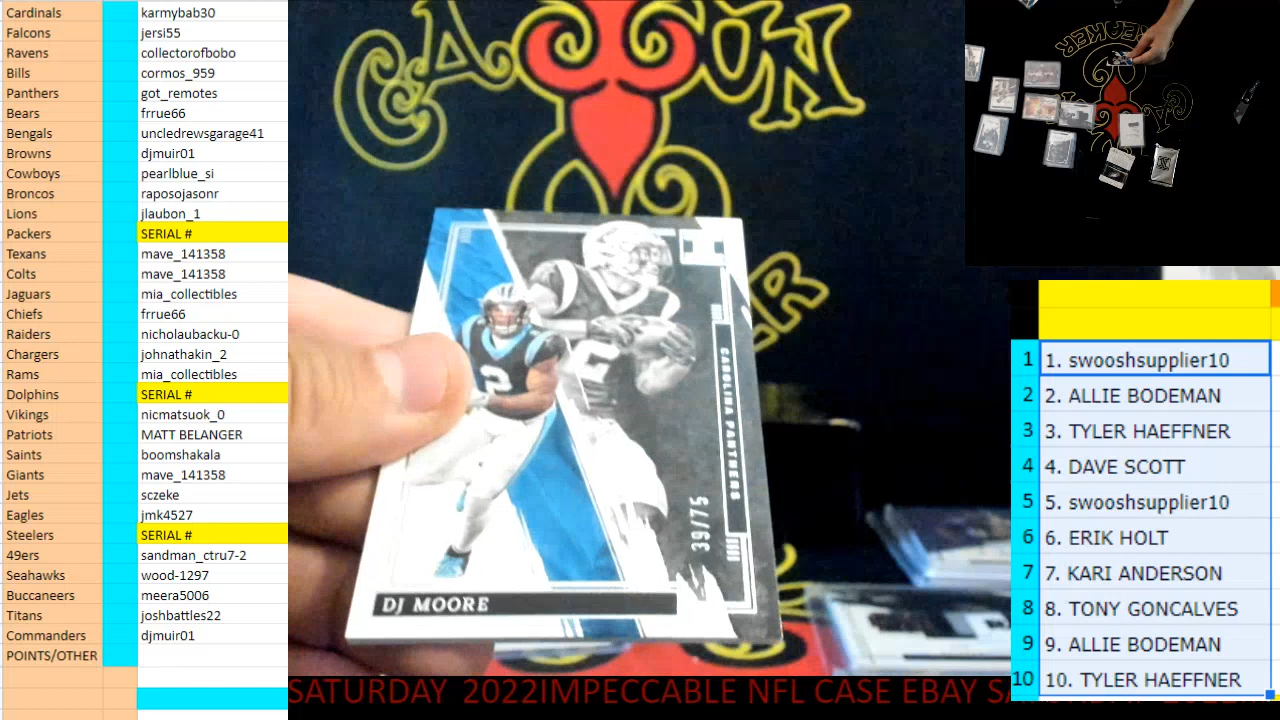 Cardinals karmybab30
Falcons jersi55
Ravens collectorofbobo
Bills cormos_959
Panthers got_remotes
Bears frrue66
Bengals uncledrewsgarage41
Browns djmuir01
Cowboys pearlblue_si
Broncos raposojasonr
Lions jlaubon_1
Packers SERIAL #
Texans mave_141358
Colts mave_141358
Jaguars mia_collectibles
Chiefs frrue66
Raiders nicholaubacku-0
Chargers johnathakin_2
Rams mia_collectibles
Dolphins SERIAL #
Vikings nicmatsuok_0
Patriots MATT BELANGER
Saints boomshakala
Giants mave_141358
Jets sczeke
Eagles jmk4527
Steelers SERIAL #
49ers sandman_ctru7-2
Seahawks wood-1297
Buccaneers meera5006
Titans joshbattles22
Commanders djmuir01
POINTS/OTHER
CAROLINA PANTHERS
39/75
DJ MOORE
1 1. swooshsupplier10
2 2. ALLIE BODEMAN
3 3. TYLER HAEFFNER
4 4. DAVE SCOTT
5 5. swooshsupplier10
6 6. ERIK HOLT
7 7. KARI ANDERSON
8 8. TONY GONCALVES
9 9. ALLIE BODEMAN
10 10. TYLER HAEFFNER
SATURDAY 2022IMPECCABLE NFL CASE EBAY